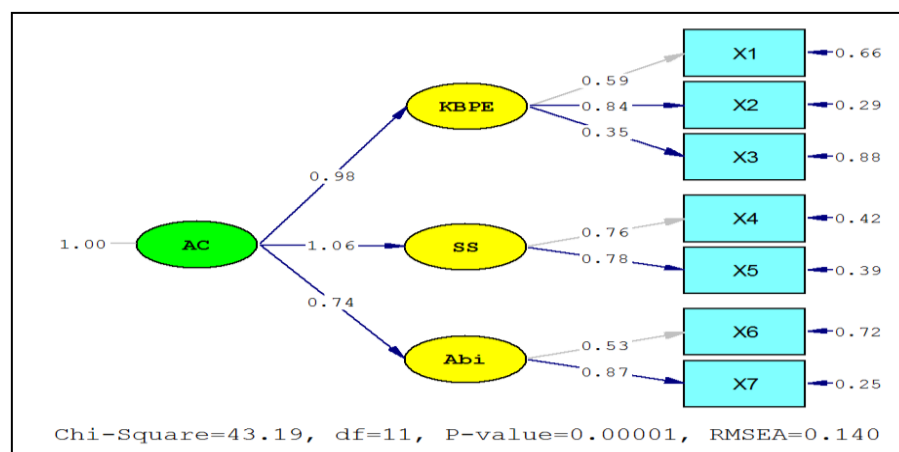 X1
0.66
0.59
KBPE
0.84
X2
0.29
0.35
X3
0.88
0.98
1.00
AC
1.06
SS
0.76
X4
0.42
0.78
X5
0.39
0.74
Abi
0.53
X6
0.72
0.87
X7
0.25
Chi-Square=43.19, df=11, P-value=0.00001, RMSEA=0.140